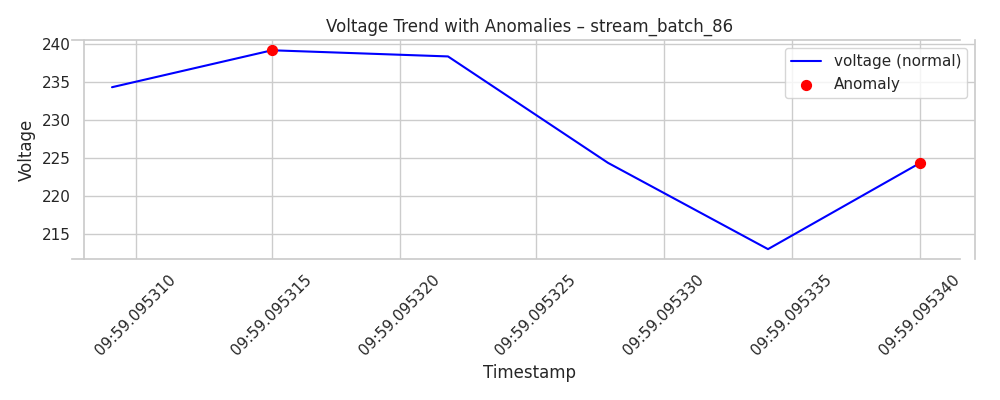 Voltage Trend with Anomalies – stream_batch_86
voltage (normal)
Anomaly
Voltage
240
235
230
225
220
215
09:59.095310
09:59.095315
09:59.095320
09:59.095325
09:59.095330
09:59.095335
09:59.095340
Timestamp